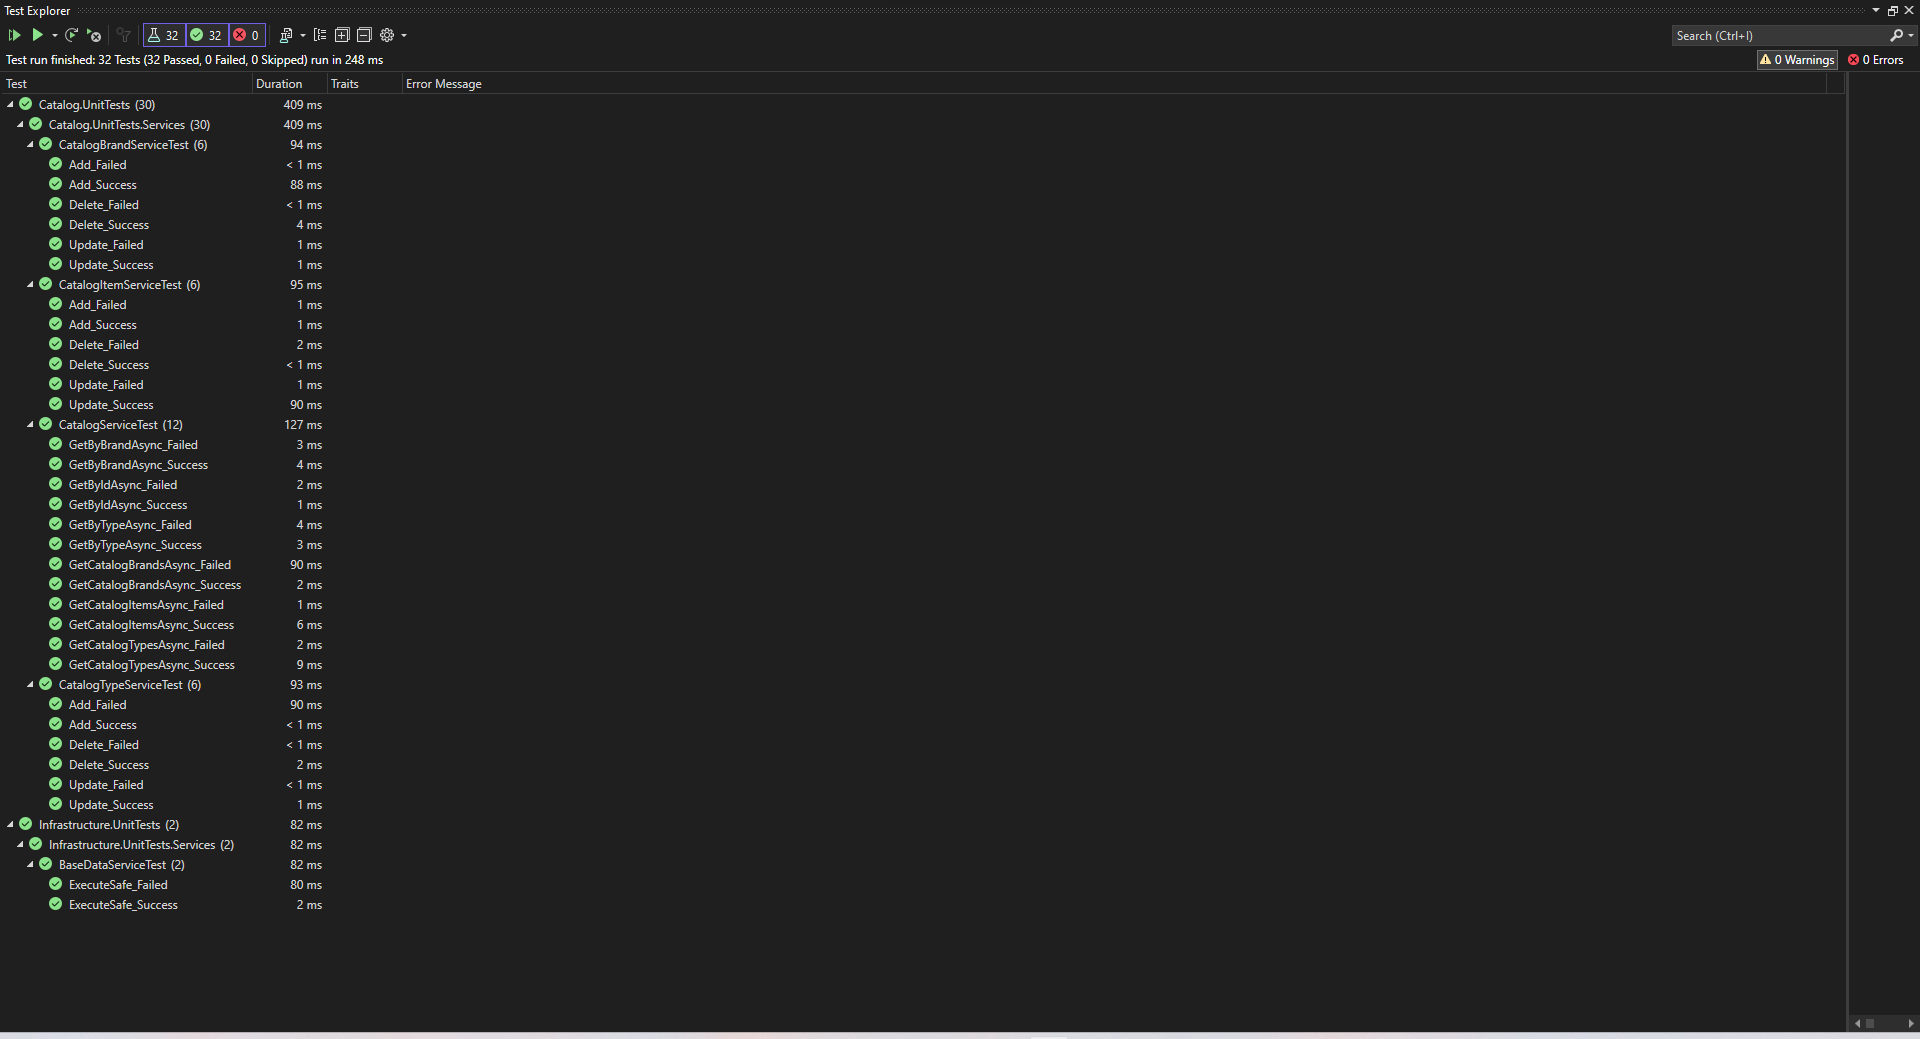 Test Explorer
32 32 0
Search (Ctrl+I)
Test run finished: 32 Tests (32 Passed, 0 Failed, 0 Skipped) run in 248 ms
0 Warnings 0 Errors
Test Duration Traits Error Message
Catalog.UnitTests (30) 409 ms
Catalog.UnitTests.Services (30) 409 ms
CatalogBrandServiceTest (6) 94 ms
Add_Failed < 1 ms
Add_Success 88 ms
Delete_Failed < 1 ms
Delete_Success 4 ms
Update_Failed 1 ms
Update_Success 1 ms
CatalogItemServiceTest (6) 95 ms
Add_Failed 1 ms
Add_Success 1 ms
Delete_Failed 2 ms
Delete_Success < 1 ms
Update_Failed 1 ms
Update_Success 90 ms
CatalogServiceTest (12) 127 ms
GetByBrandAsync_Failed 3 ms
GetByBrandAsync_Success 4 ms
GetByIdAsync_Failed 2 ms
GetByIdAsync_Success 1 ms
GetByTypeAsync_Failed 4 ms
GetByTypeAsync_Success 3 ms
GetCatalogBrandsAsync_Failed 90 ms
GetCatalogBrandsAsync_Success 2 ms
GetCatalogItemsAsync_Failed 1 ms
GetCatalogItemsAsync_Success 6 ms
GetCatalogTypesAsync_Failed 2 ms
GetCatalogTypesAsync_Success 9 ms
CatalogTypeServiceTest (6) 93 ms
Add_Failed 90 ms
Add_Success < 1 ms
Delete_Failed < 1 ms
Delete_Success 2 ms
Update_Failed < 1 ms
Update_Success 1 ms
Infrastructure.UnitTests (2) 82 ms
Infrastructure.UnitTests.Services (2) 82 ms
BaseDataServiceTest (2) 82 ms
ExecuteSafe_Failed 80 ms
ExecuteSafe_Success 2 ms